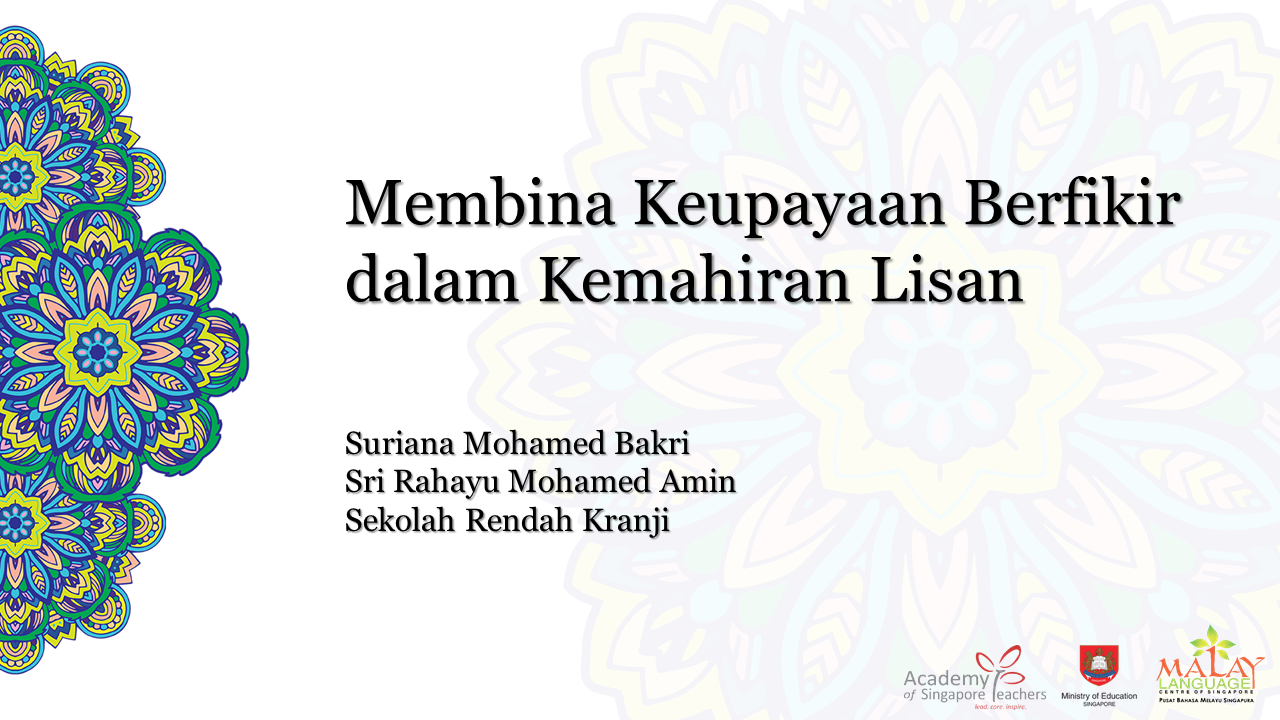 Membina Keupayaan Berfikir
dalam Kemahiran Lisan
Suriana Mohamed Bakri
Sri Rahayu Mohamed Amin
Sekolah Rendah Kranji
Academy
of Singapore Teachers
lead. care. inspire.
Ministry of Education
SINGAPORE
MALAY
LANGUAGE
CENTRE OF SINGAPORE
PUSAT BAHASA MELAYU SINGAPURA